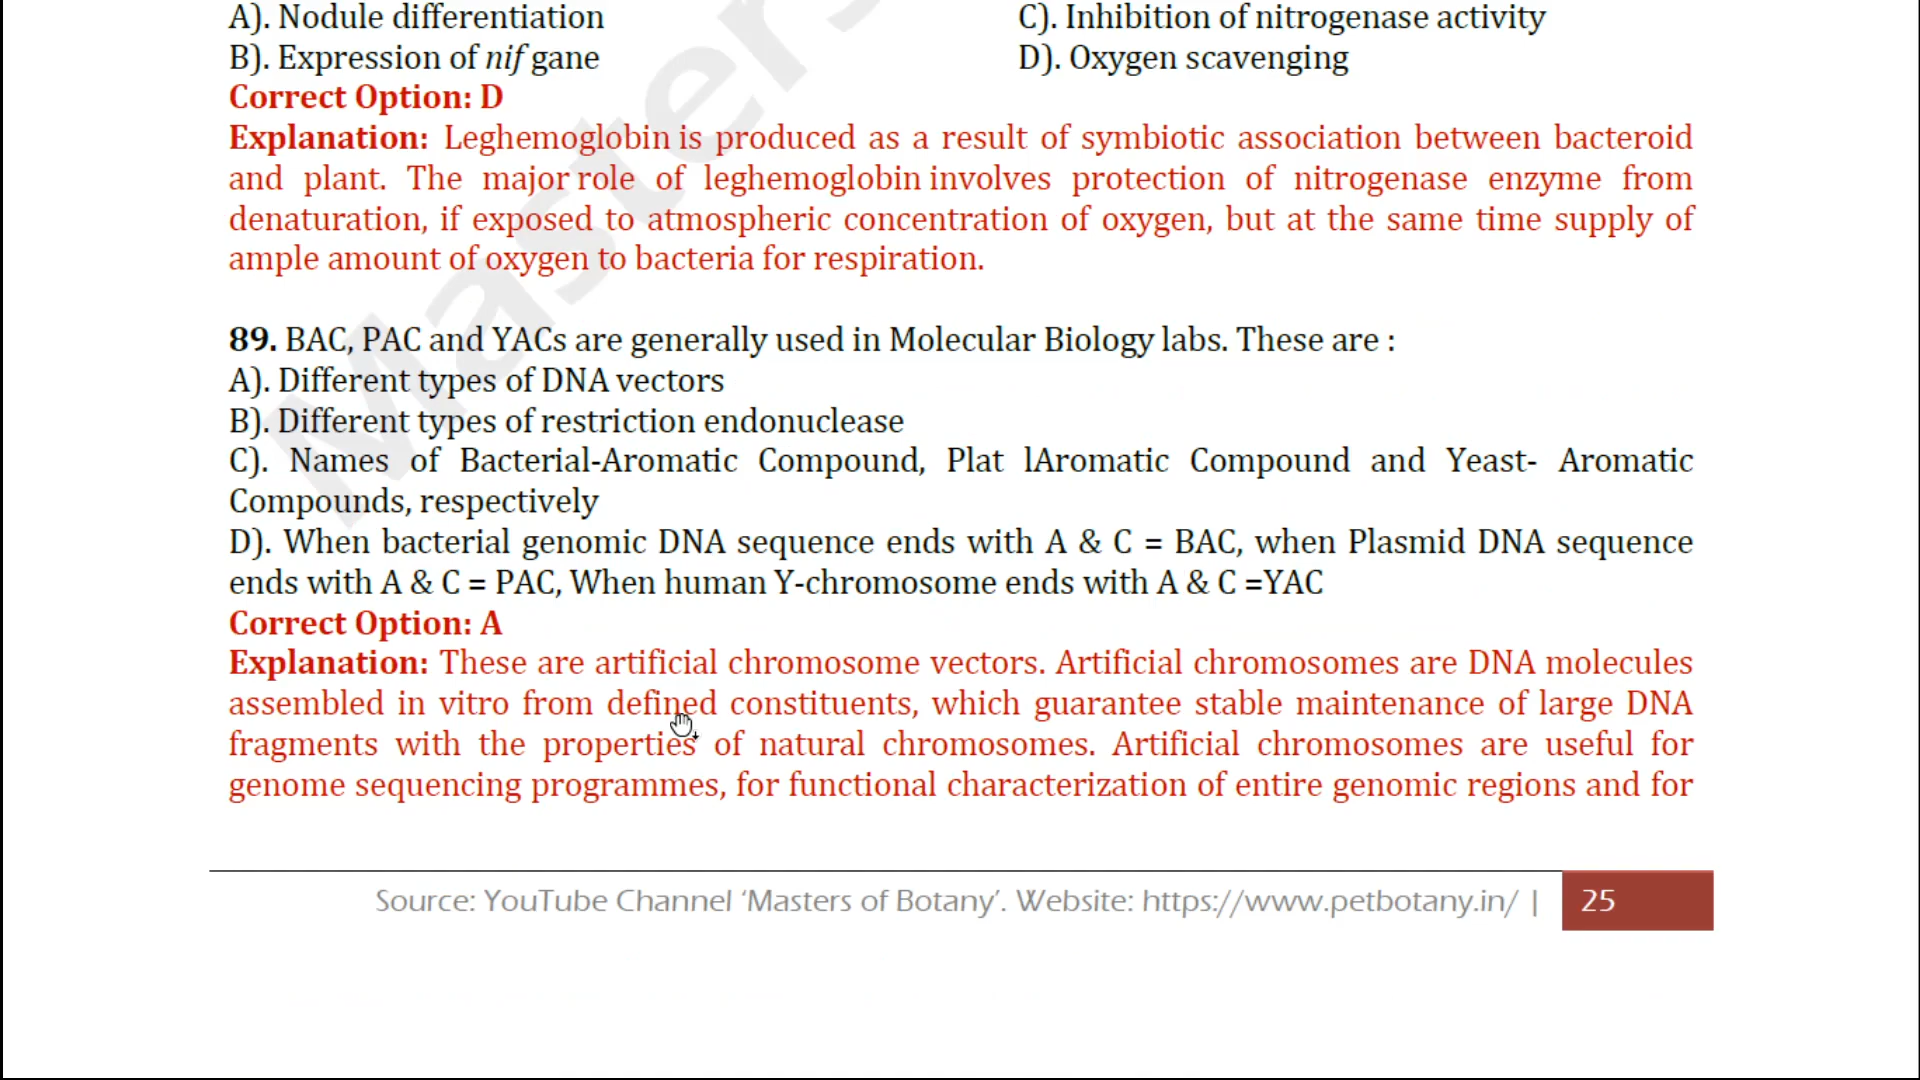 A). Nodule differentiation
C). Inhibition of nitrogenase activity
B). Expression of nif gane
D). Oxygen scavenging
Correct Option: D
Explanation: Leghemoglobin is produced as a result of symbiotic association between bacteroid
and plant. The major role of leghemoglobin involves protection of nitrogenase enzyme from
denaturation, if exposed to atmospheric concentration of oxygen, but at the same time supply of
ample amount of oxygen to bacteria for respiration.
89. BAC, PAC and YACs are generally used in Molecular Biology labs. These are :
A). Different types of DNA vectors
B). Different types of restriction endonuclease
C). Names of Bacterial-Aromatic Compound, Plat lAromatic Compound and Yeast- Aromatic
Compounds, respectively
D). When bacterial genomic DNA sequence ends with A & C = BAC, when Plasmid DNA sequence
ends with A & C = PAC, When human Y-chromosome ends with A & C =YAC
Correct Option: A
Explanation: These are artificial chromosome vectors. Artificial chromosomes are DNA molecules
assembled in vitro from defined constituents, which guarantee stable maintenance of large DNA
fragments with the properties of natural chromosomes. Artificial chromosomes are useful for
genome sequencing programmes, for functional characterization of entire genomic regions and for
Source: YouTube Channel ‘Masters of Botany’. Website: https://www.petbotany.in/ | 25
Masters